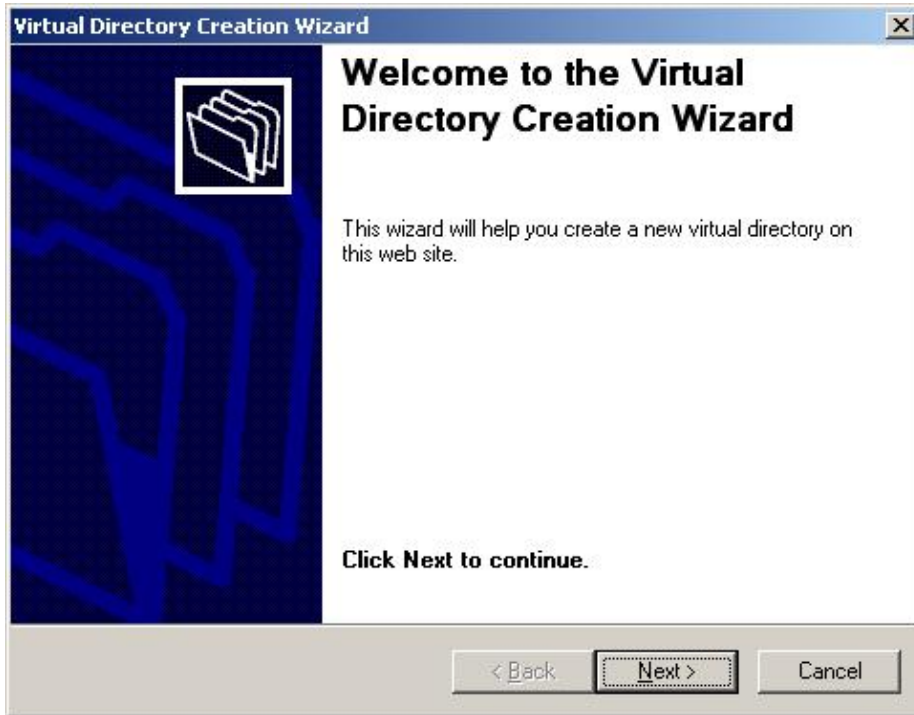 Virtual Directory Creation Wizard
Welcome to the Virtual
Directory Creation Wizard
This wizard will help you create a new virtual directory on
this web site.
Click Next to continue.
< Back
Next >
Cancel